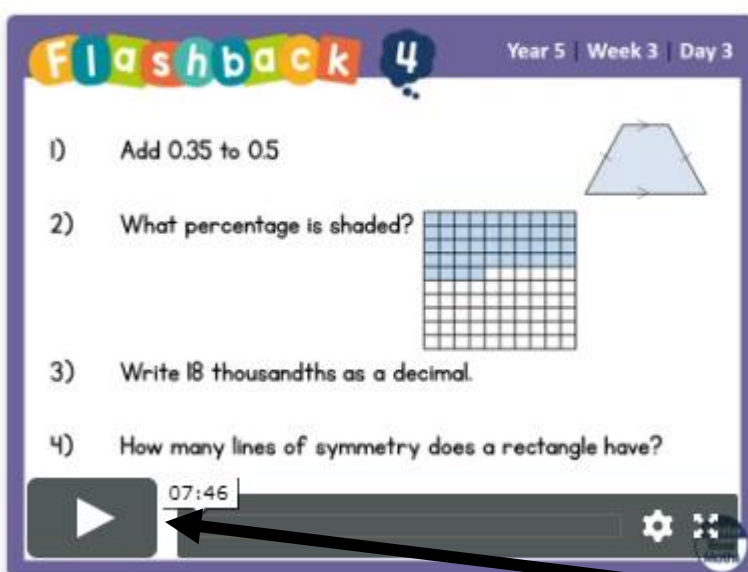 Flashback 4
Year 5 | Week 3 | Day 3
1) Add 0.35 to 0.5
2) What percentage is shaded?
3) Write 18 thousandths as a decimal.
4) How many lines of symmetry does a rectangle have?
07:46
Maths